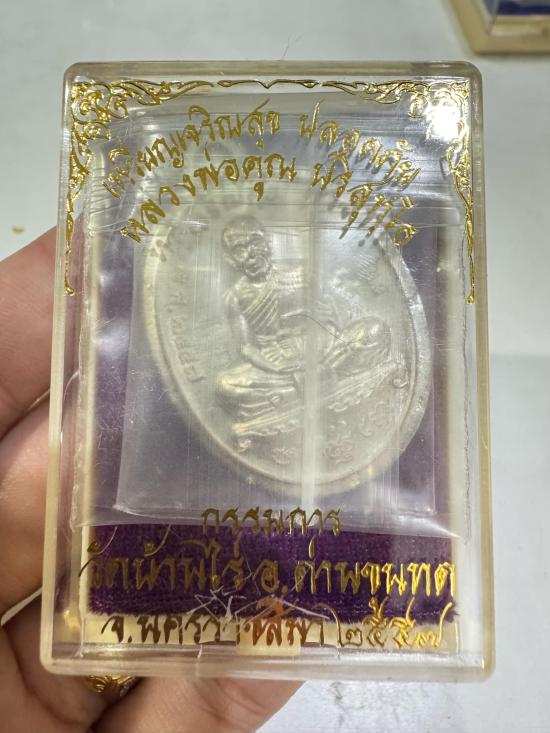 เหรียญเจริญสุข ปลอดภัย
หลวงพ่อคูณ ปริสุทฺโธ
กรรมการ
วัดบ้านไร่ อ.ด่านขุนทด
จ.นครราชสีมา ๒๕๕๗